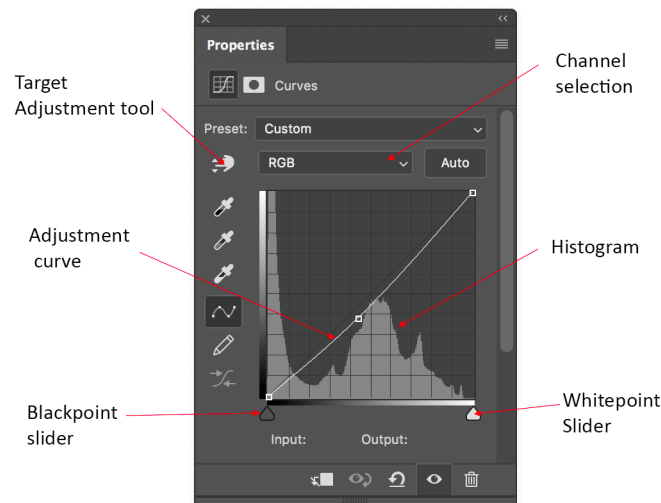 Properties
Curves
Channel
selection
Target
Adjustment tool
Preset: Custom
RGB
Auto
Adjustment
curve
Histogram
Blackpoint
slider
Whitepoint
Slider
Input: Output: